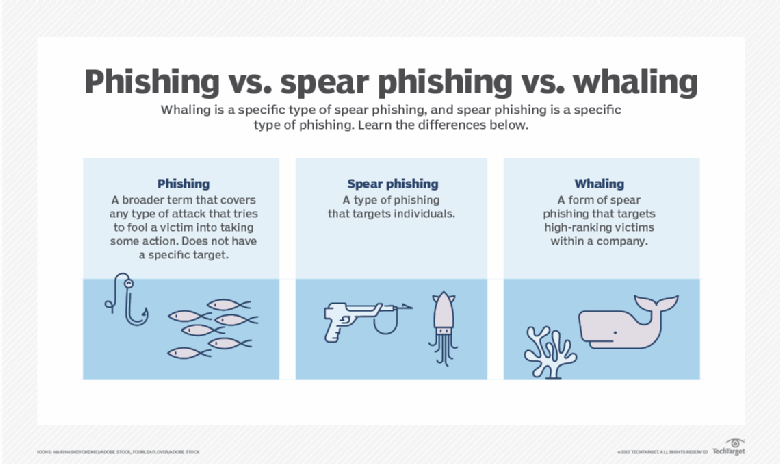 Phishing vs. spear phishing vs. whaling
Whaling is a specific type of spear phishing, and spear phishing is a specific
type of phishing. Learn the differences below.
Phishing
A broader term that covers
any type of attack that tries
to fool a victim into taking
some action. Does not have
a specific target.
Spear phishing
A type of phishing
that targets individuals.
Whaling
A form of spear
phishing that targets
high-ranking victims
within a company.
TechTarget